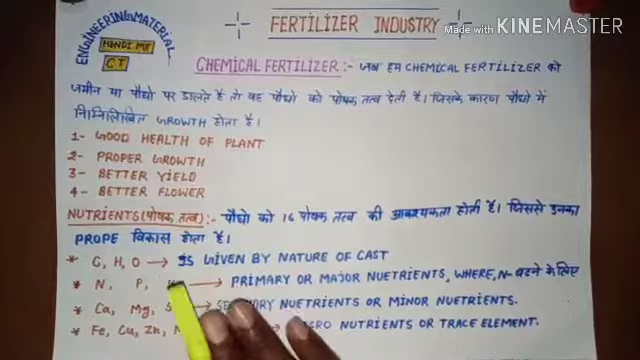 ENGINEERING MATERIAL
HINDI ME
CT
FERTILIZER INDUSTRY
Made with KINEMASTER
CHEMICAL FERTILIZER :- जब हम CHEMICAL FERTILIZER को
जमीन या पौधो पर डालते है तो वह पौधो को पोषक तत्व देती है। जिसके कारण पौधो में
निम्नलिखित GROWTH होता है।
1- GOOD HEALTH OF PLANT
2- PROPER GROWTH
3- BETTER YIELD
4- BETTER FLOWER
NUTRIENTS (पोषक तत्व) :- पौधो को 16 पोषक तत्व की आवश्यकता होती है। जिससे उनका
PROPE विकास होता है।
* C, H, O → IS GIVEN BY NATURE OF CAST
* N, P, → PRIMARY OR MAJOR NUETRIENTS, WHERE, N- बढ़ने के लिए
* Ca, Mg, S → NUETRIENTS OR MINOR NUTRIENTS.
* Fe, Cu, Zn, NUTRIENTS OR TRACE ELEMENT.